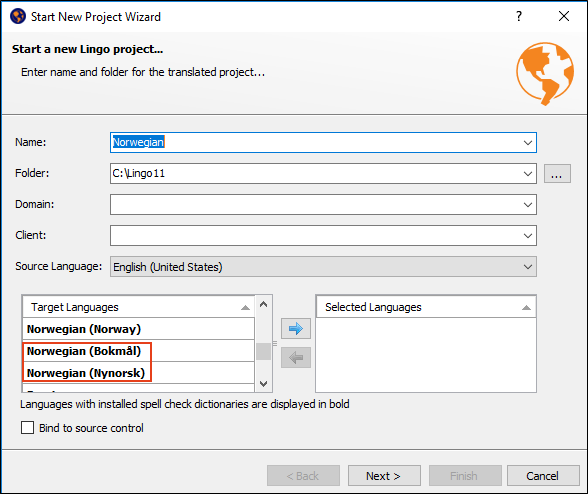 Start New Project Wizard
?
Start a new Lingo project...
Enter name and folder for the translated project...
Name: Norwegian
Folder: C:\Lingo11 ...
Domain:
Client:
Source Language: English (United States)
Target Languages
Selected Languages
Norwegian (Norway)
Norwegian (Bokmål)
Norwegian (Nynorsk)
Languages with installed spell check dictionaries are displayed in bold
Bind to source control
< Back Next > Finish Cancel